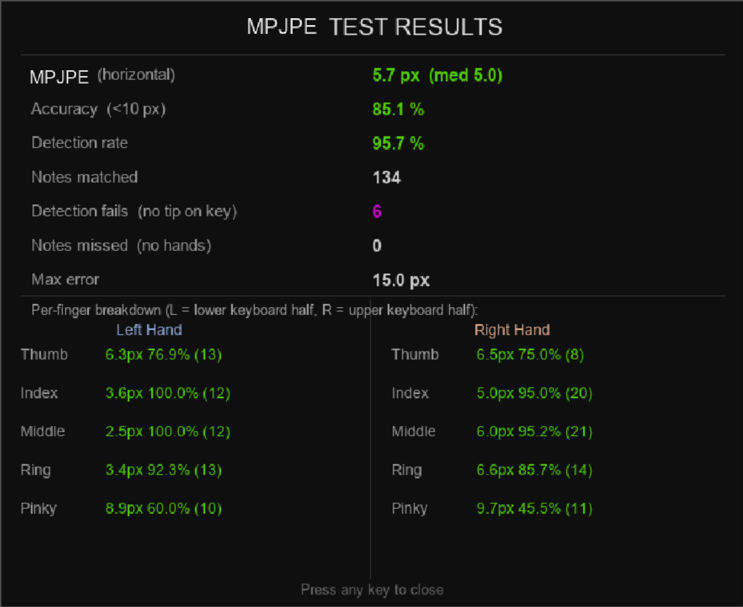 MPJPE TEST RESULTS
MPJPE (horizontal) 5.7 px (med 5.0)
Accuracy (<10 px) 85.1 %
Detection rate 95.7 %
Notes matched 134
Detection fails (no tip on key) 6
Notes missed (no hands) 0
Max error 15.0 px
Per-finger breakdown (L = lower keyboard half, R = upper keyboard half):
Left Hand Right Hand
Thumb 6.3px 76.9% (13) Thumb 6.5px 75.0% (8)
Index 3.6px 100.0% (12) Index 5.0px 95.0% (20)
Middle 2.5px 100.0% (12) Middle 6.0px 95.2% (21)
Ring 3.4px 92.3% (13) Ring 6.6px 85.7% (14)
Pinky 8.9px 60.0% (10) Pinky 9.7px 45.5% (11)
Press any key to close